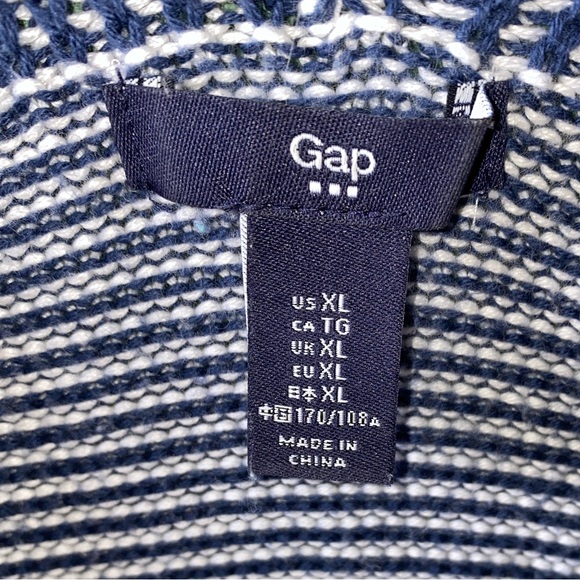 Gap
US XL
CA TG
UK XL
EU XL
日本 XL
中国 170/108A
MADE IN
CHINA